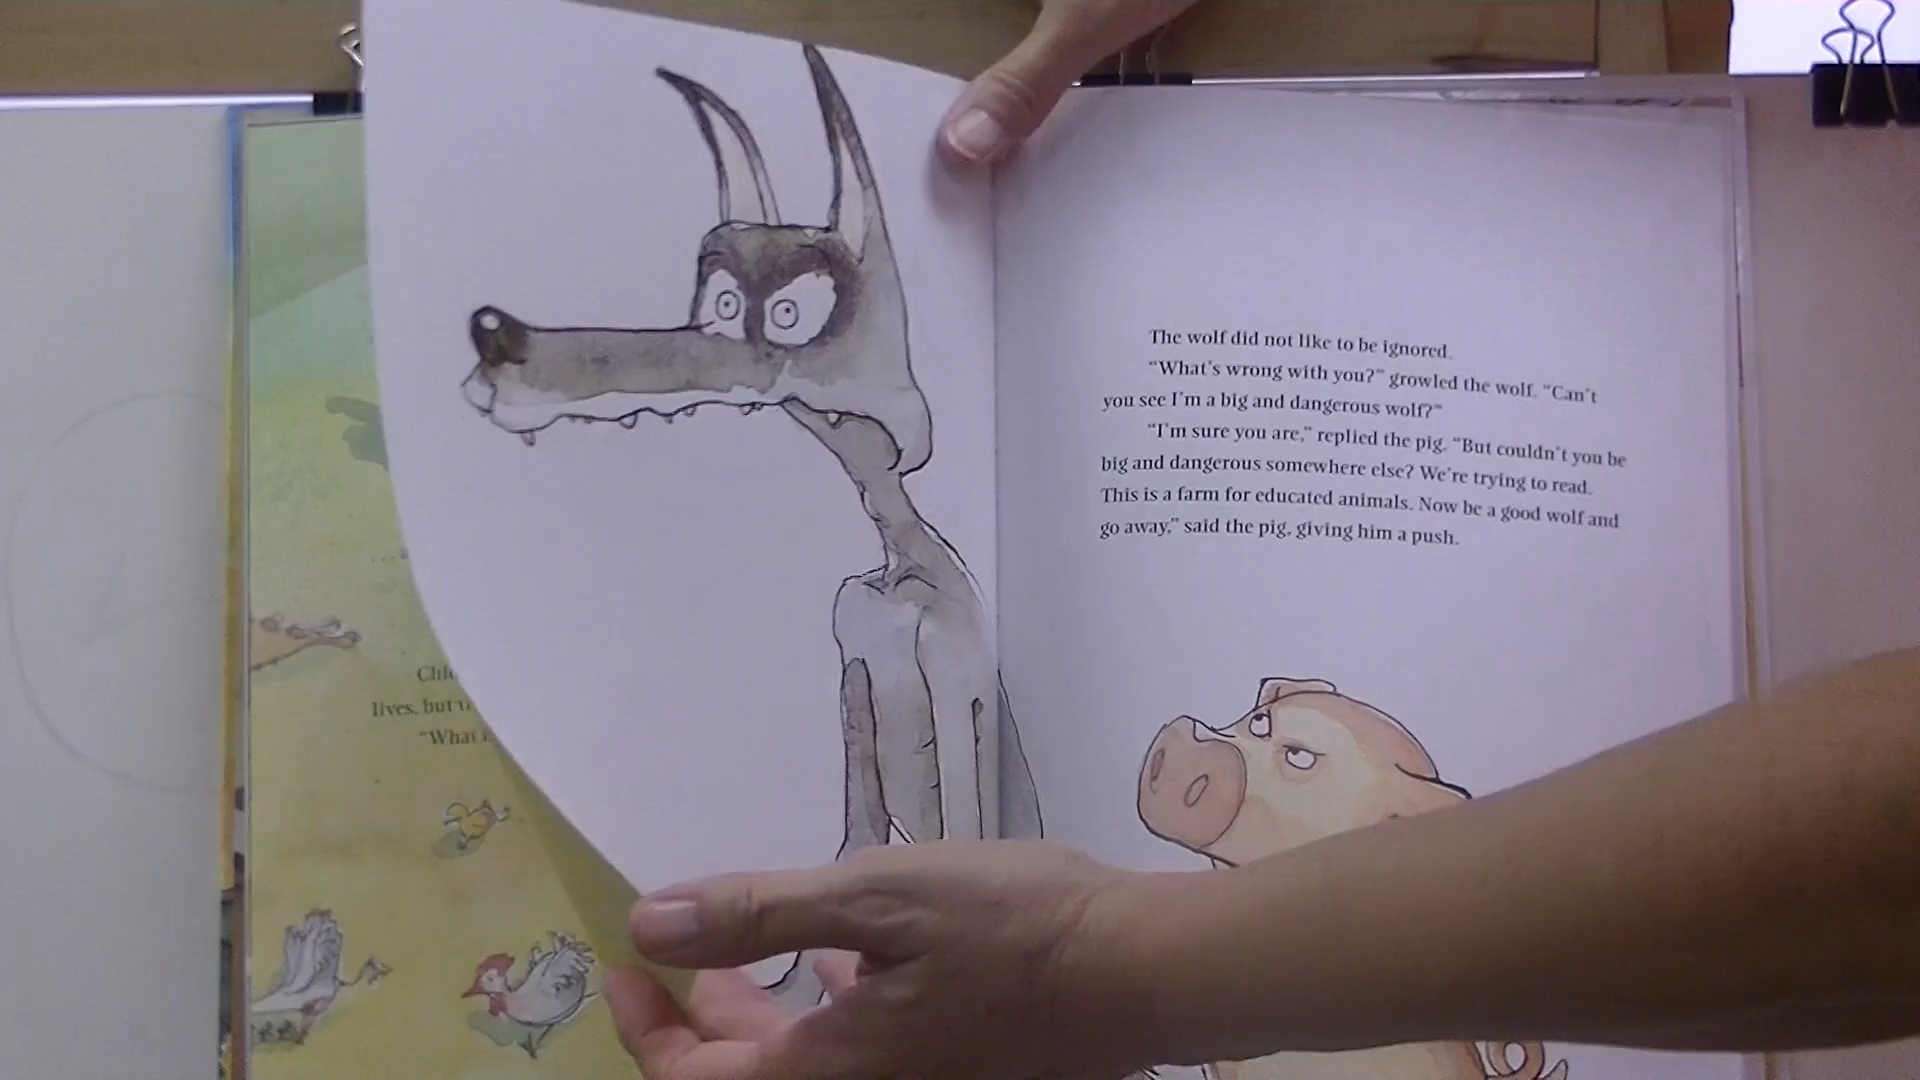 lives, but
"What
The wolf did not like to be ignored.
"What's wrong with you?" growled the wolf. "Can't
you see I'm a big and dangerous wolf?"
"I'm sure you are," replied the pig. "But couldn't you be
big and dangerous somewhere else? We're trying to read.
This is a farm for educated animals. Now be a good wolf and
go away," said the pig, giving him a push.